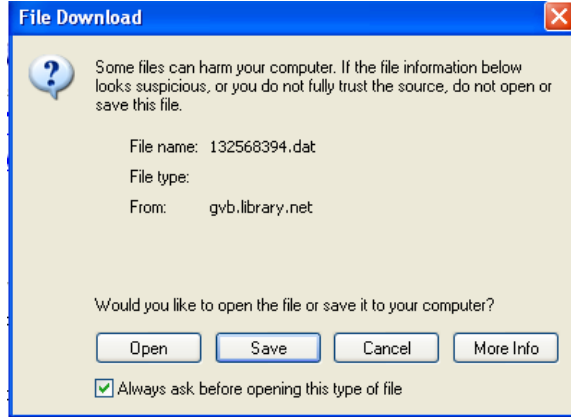 File Download
Some files can harm your computer. If the file information below
looks suspicious, or you do not fully trust the source, do not open or
save this file.
File name: 132568394.dat
File type:
From: gvb.library.net
Would you like to open the file or save it to your computer?
Open Save Cancel More Info
Always ask before opening this type of file